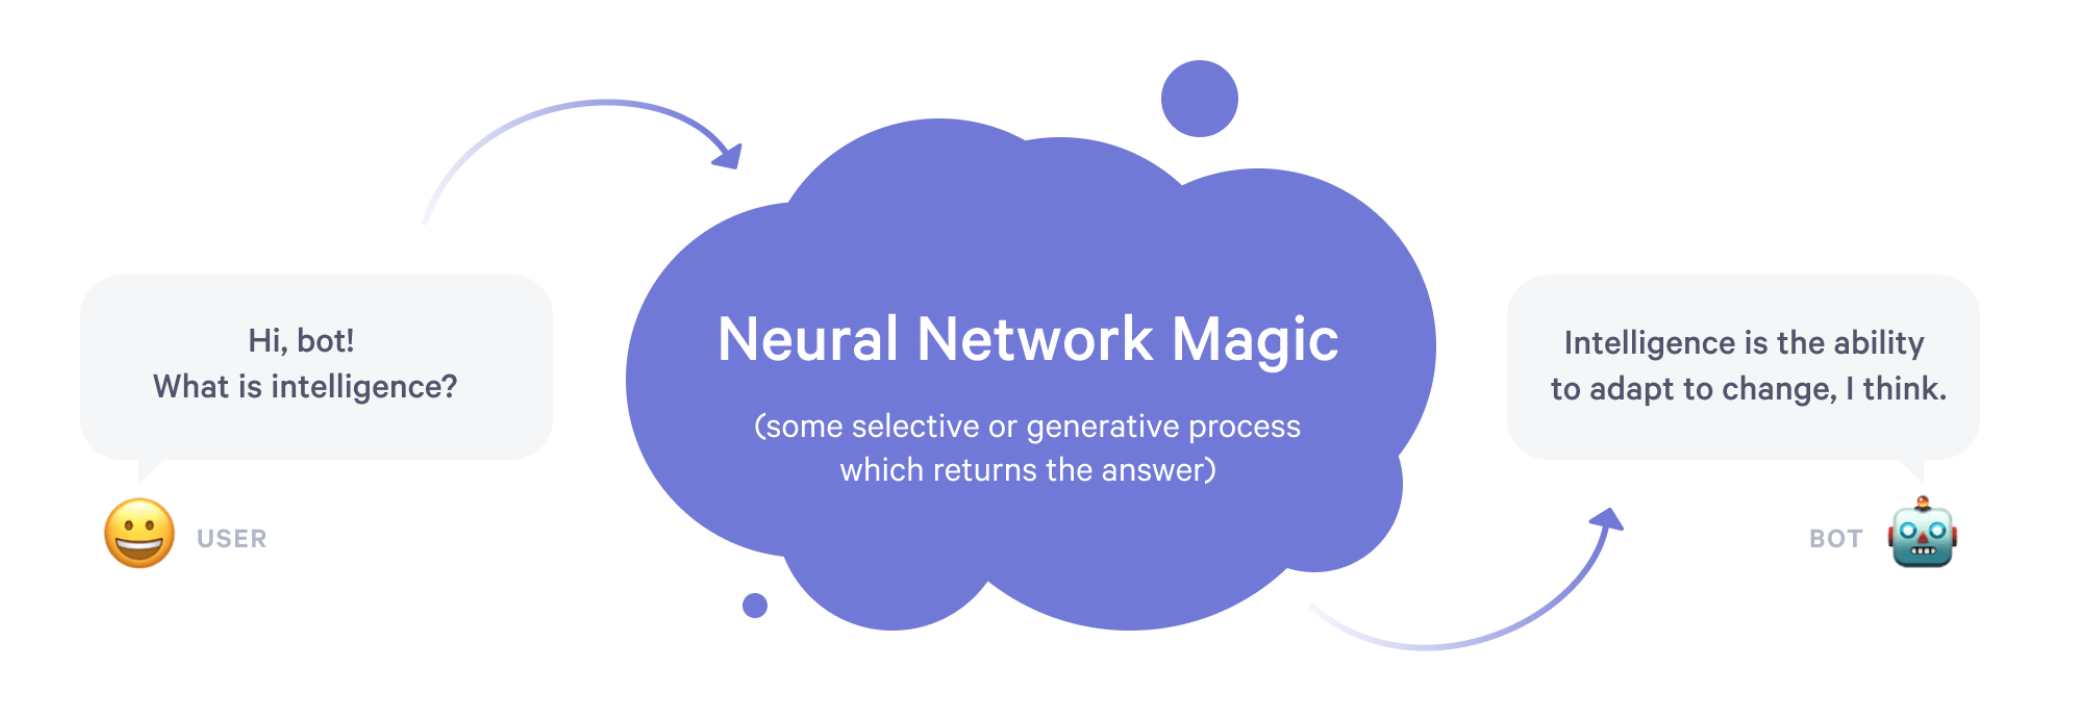 Hi, bot!
What is intelligence?
USER
Neural Network Magic
(some selective or generative process
which returns the answer)
Intelligence is the ability
to adapt to change, I think.
BOT